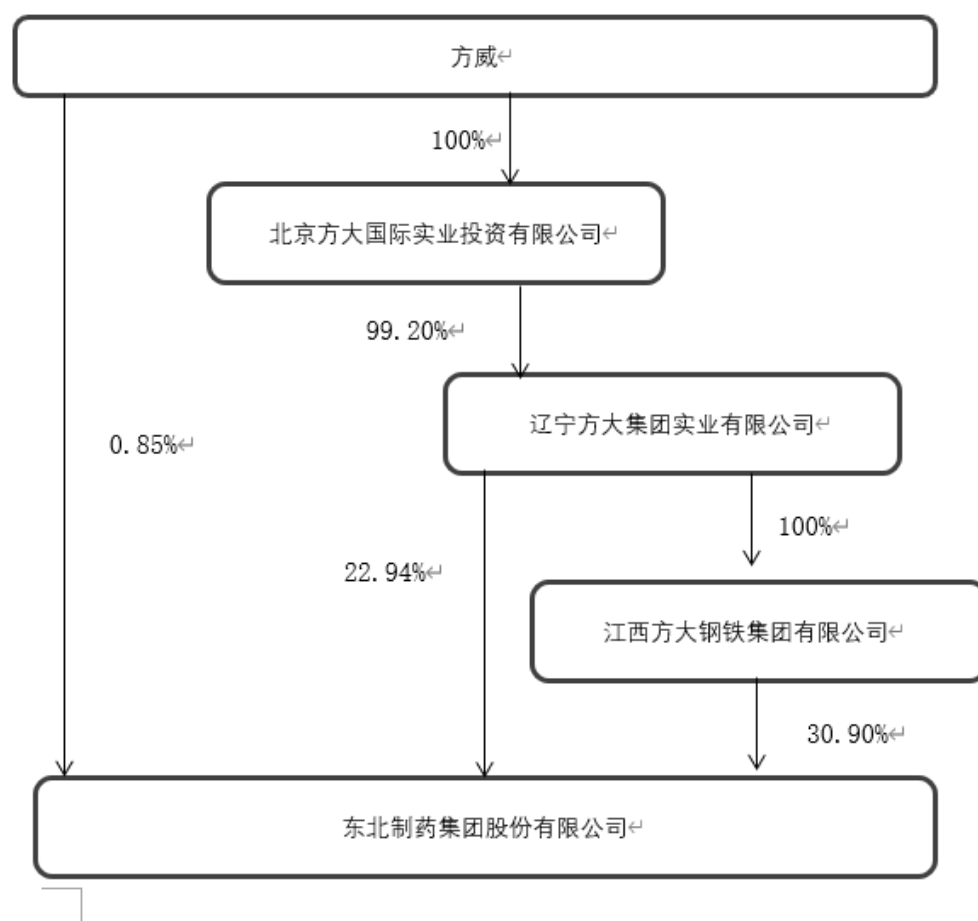 方威
100%
北京方大国际实业投资有限公司
99.20%
辽宁方大集团实业有限公司
0.85%
100%
22.94%
江西方大钢铁集团有限公司
30.90%
东北制药集团股份有限公司